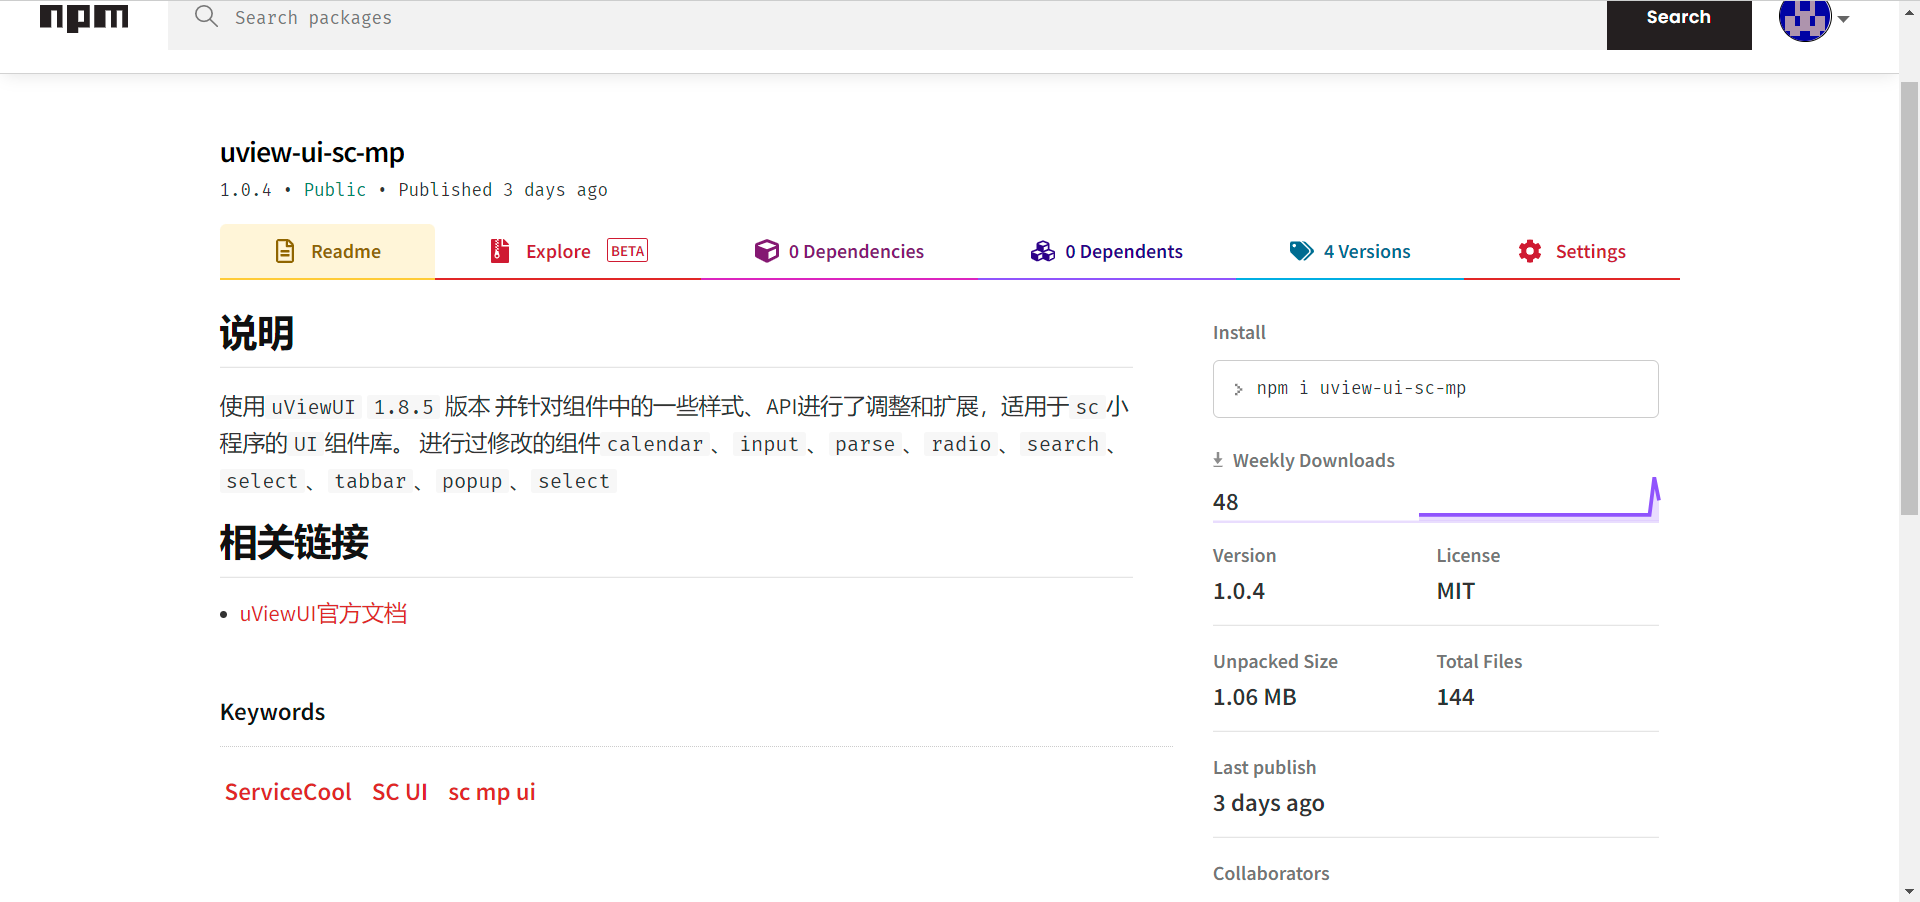 npm
Search packages
Search
uview-ui-sc-mp
1.0.4 • Public • Published 3 days ago
Readme
Explore BETA
0 Dependencies
0 Dependents
4 Versions
Settings
说明
使用 uViewUI 1.8.5 版本 并针对组件中的一些样式、API进行了调整和扩展，适用于 sc 小
程序的 UI 组件库。 进行过修改的组件 calendar 、 input 、 parse 、 radio 、 search 、
select 、 tabbar 、 popup 、 select
相关链接
• uViewUI官方文档
Keywords
ServiceCool SC UI sc mp ui
Install
npm i uview-ui-sc-mp
Weekly Downloads
48
Version
License
1.0.4
MIT
Unpacked Size
Total Files
1.06 MB
144
Last publish
3 days ago
Collaborators